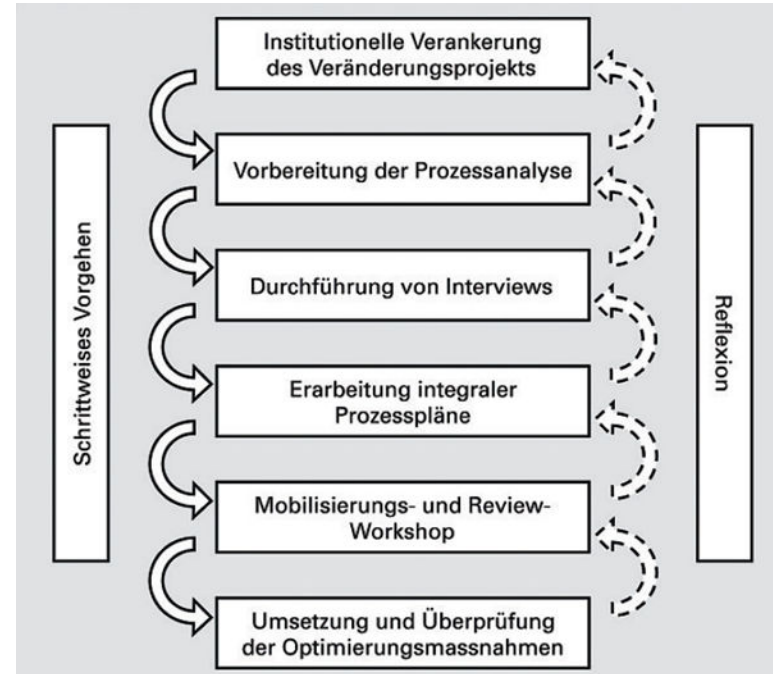 Institutionelle Verankerung
des Veränderungsprojekts
Vorbereitung der Prozessanalyse
Durchführung von Interviews
Erarbeitung integraler
Prozesspläne
Mobilisierungs- und Review-
Workshop
Umsetzung und Überprüfung
der Optimierungsmassnahmen
Schrittweises Vorgehen
Reflexion